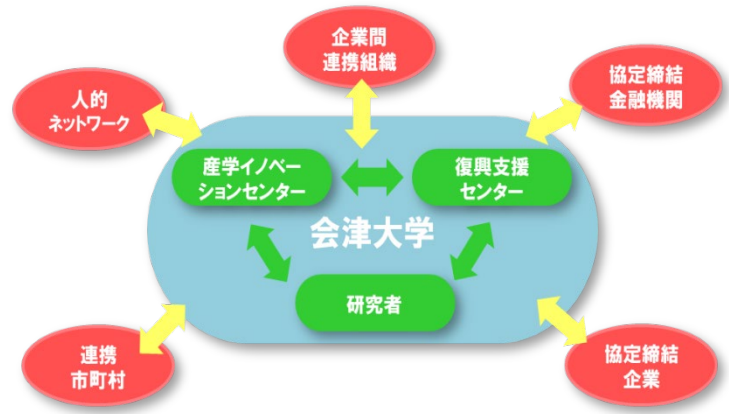 企業間
連携組織
人的
ネットワーク
協定締結
金融機関
産学イノベー
ションセンター
復興支援
センター
会津大学
研究者
連携
市町村
協定締結
企業